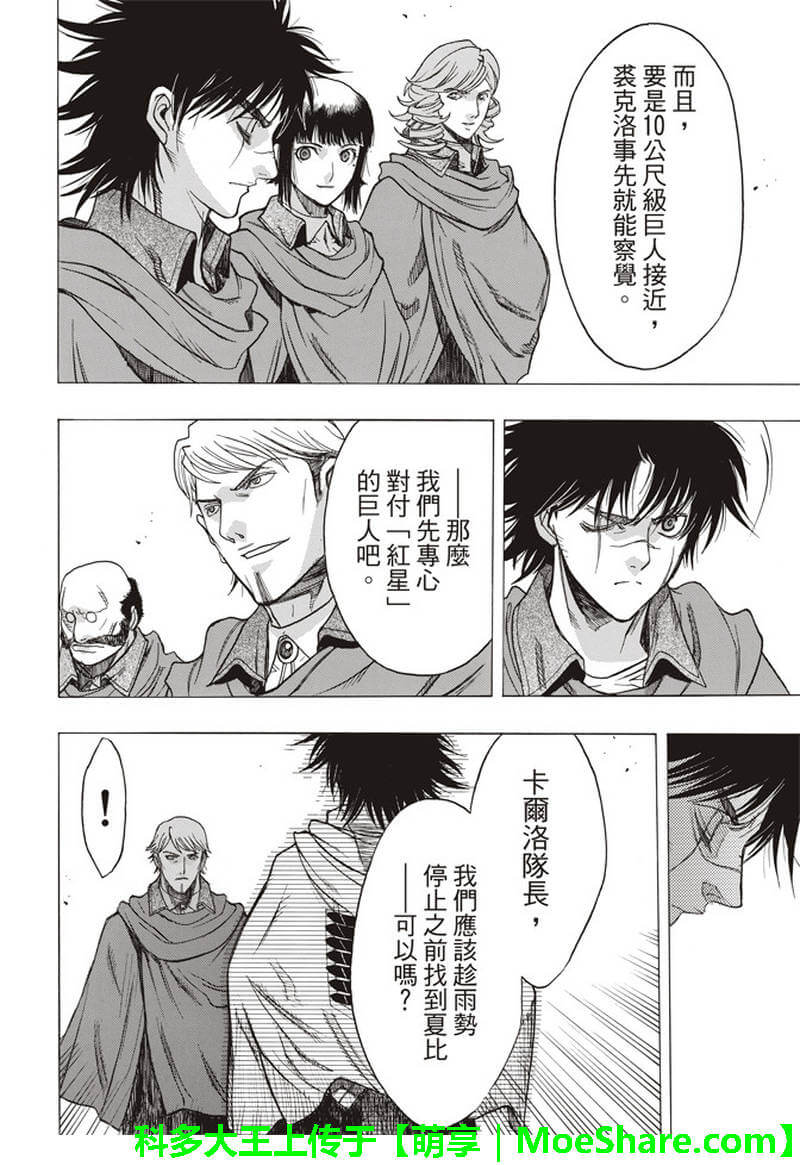 而且，
要是10公尺級巨人接近，
裘克洛事先就能察覺。
——那麼
我們先專心
對付「紅星」
的巨人吧。
卡爾洛隊長，
我們應該趁雨勢
停止之前找到夏比
——可以嗎？
！
科多大王上传于【萌享 | MoeShare.com】